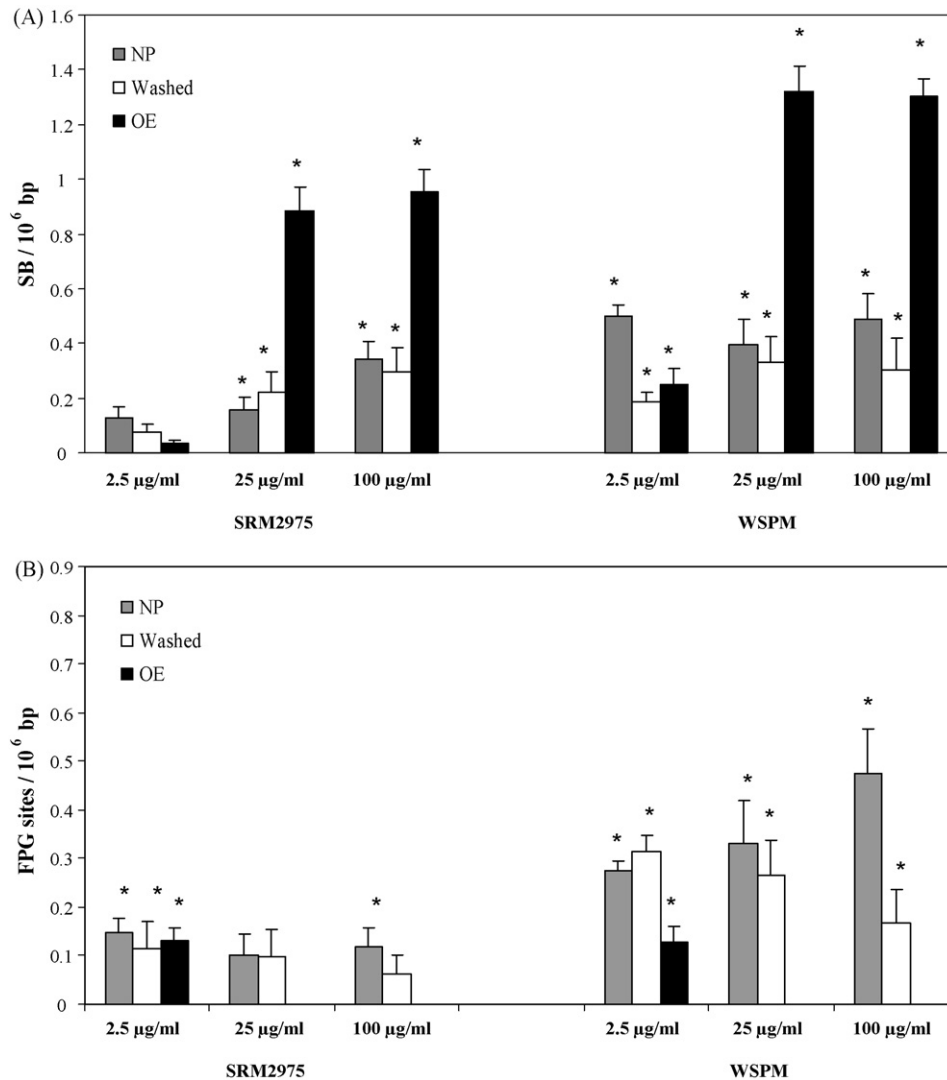 (A)
SB / 10⁶ bp
1.6
1.4
1.2
1
0.8
0.6
0.4
0.2
0
NP
Washed
OE
* * * * * * * * * * * * * *
2.5 µg/ml 25 µg/ml 100 µg/ml 2.5 µg/ml 25 µg/ml 100 µg/ml
SRM2975 WSPM
(B)
FPG sites / 10⁶ bp
0.9
0.8
0.7
0.6
0.5
0.4
0.3
0.2
0.1
0
NP
Washed
OE
* * * * * * * * * * *
2.5 µg/ml 25 µg/ml 100 µg/ml 2.5 µg/ml 25 µg/ml 100 µg/ml
SRM2975 WSPM